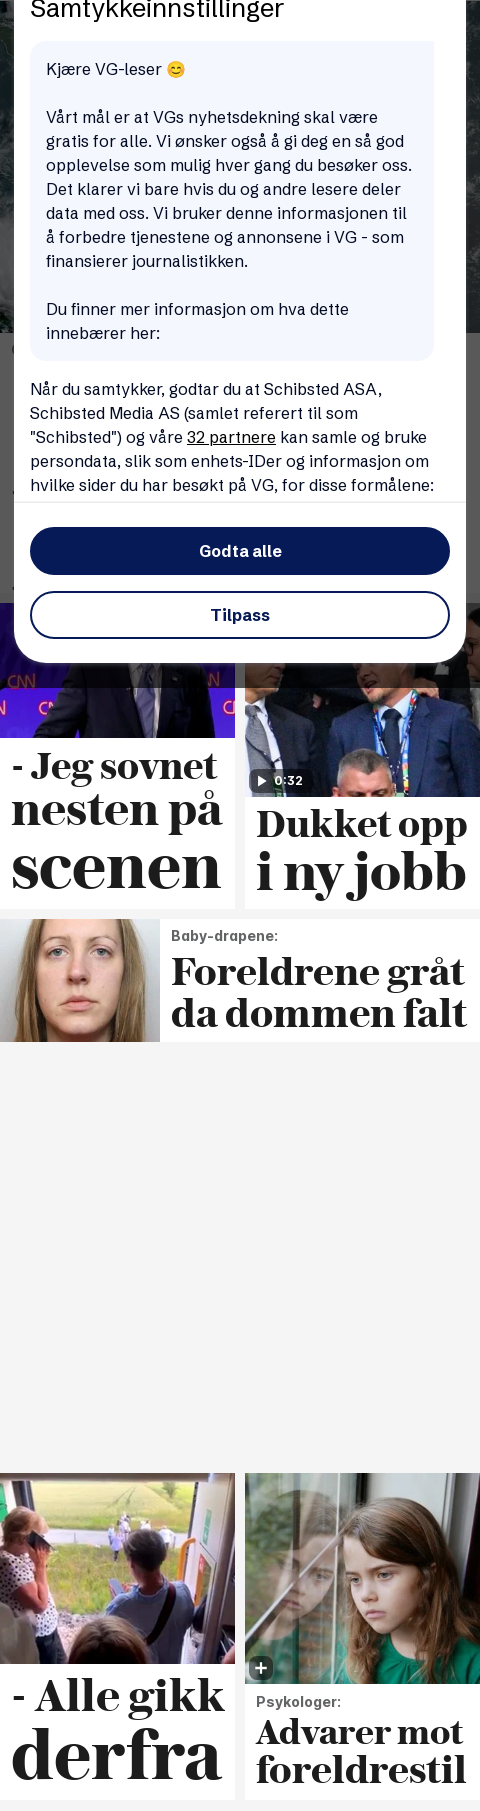 Samtykkeinnstillinger
Kjære VG-leser 😊
Vårt mål er at VGs nyhetsdekning skal være
gratis for alle. Vi ønsker også å gi deg en så god
opplevelse som mulig hver gang du besøker oss.
Det klarer vi bare hvis du og andre lesere deler
data med oss. Vi bruker denne informasjonen til
å forbedre tjenestene og annonsene i VG - som
finansierer journalistikken.
Du finner mer informasjon om hva dette
innebærer her:
Når du samtykker, godtar du at Schibsted ASA,
Schibsted Media AS (samlet referert til som
"Schibsted") og våre 32 partnere kan samle og bruke
persondata, slik som enhets-IDer og informasjon om
hvilke sider du har besøkt på VG, for disse formålene:
Godta alle
Tilpass
CNN
CNN
- Jeg sovnet
nesten på
scenen
0:32
Dukket opp
i ny jobb
Baby-drapene:
Foreldrene gråt
da dommen falt
- Alle gikk
derfra
Psykologer:
Advarer mot
foreldrestil